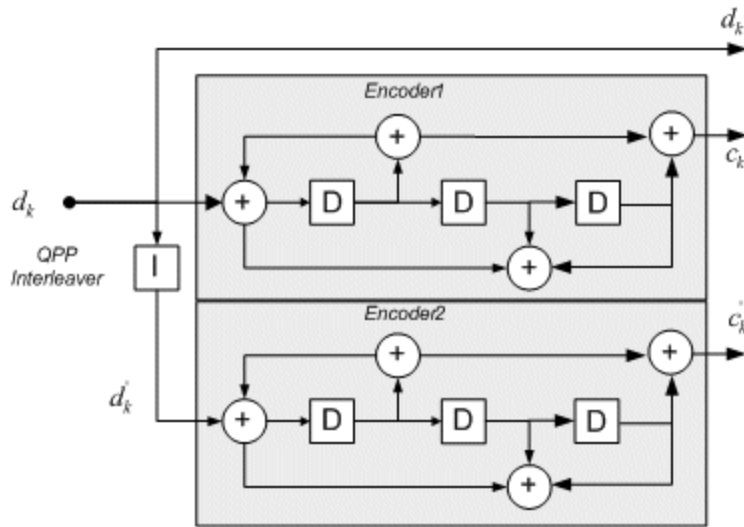 d_k
Encoder1
+
+
c_k
d_k
+
D
D
D
QPP
Interleaver
I
+
Encoder2
c'_k
+
+
d'_k
+
D
D
D
+